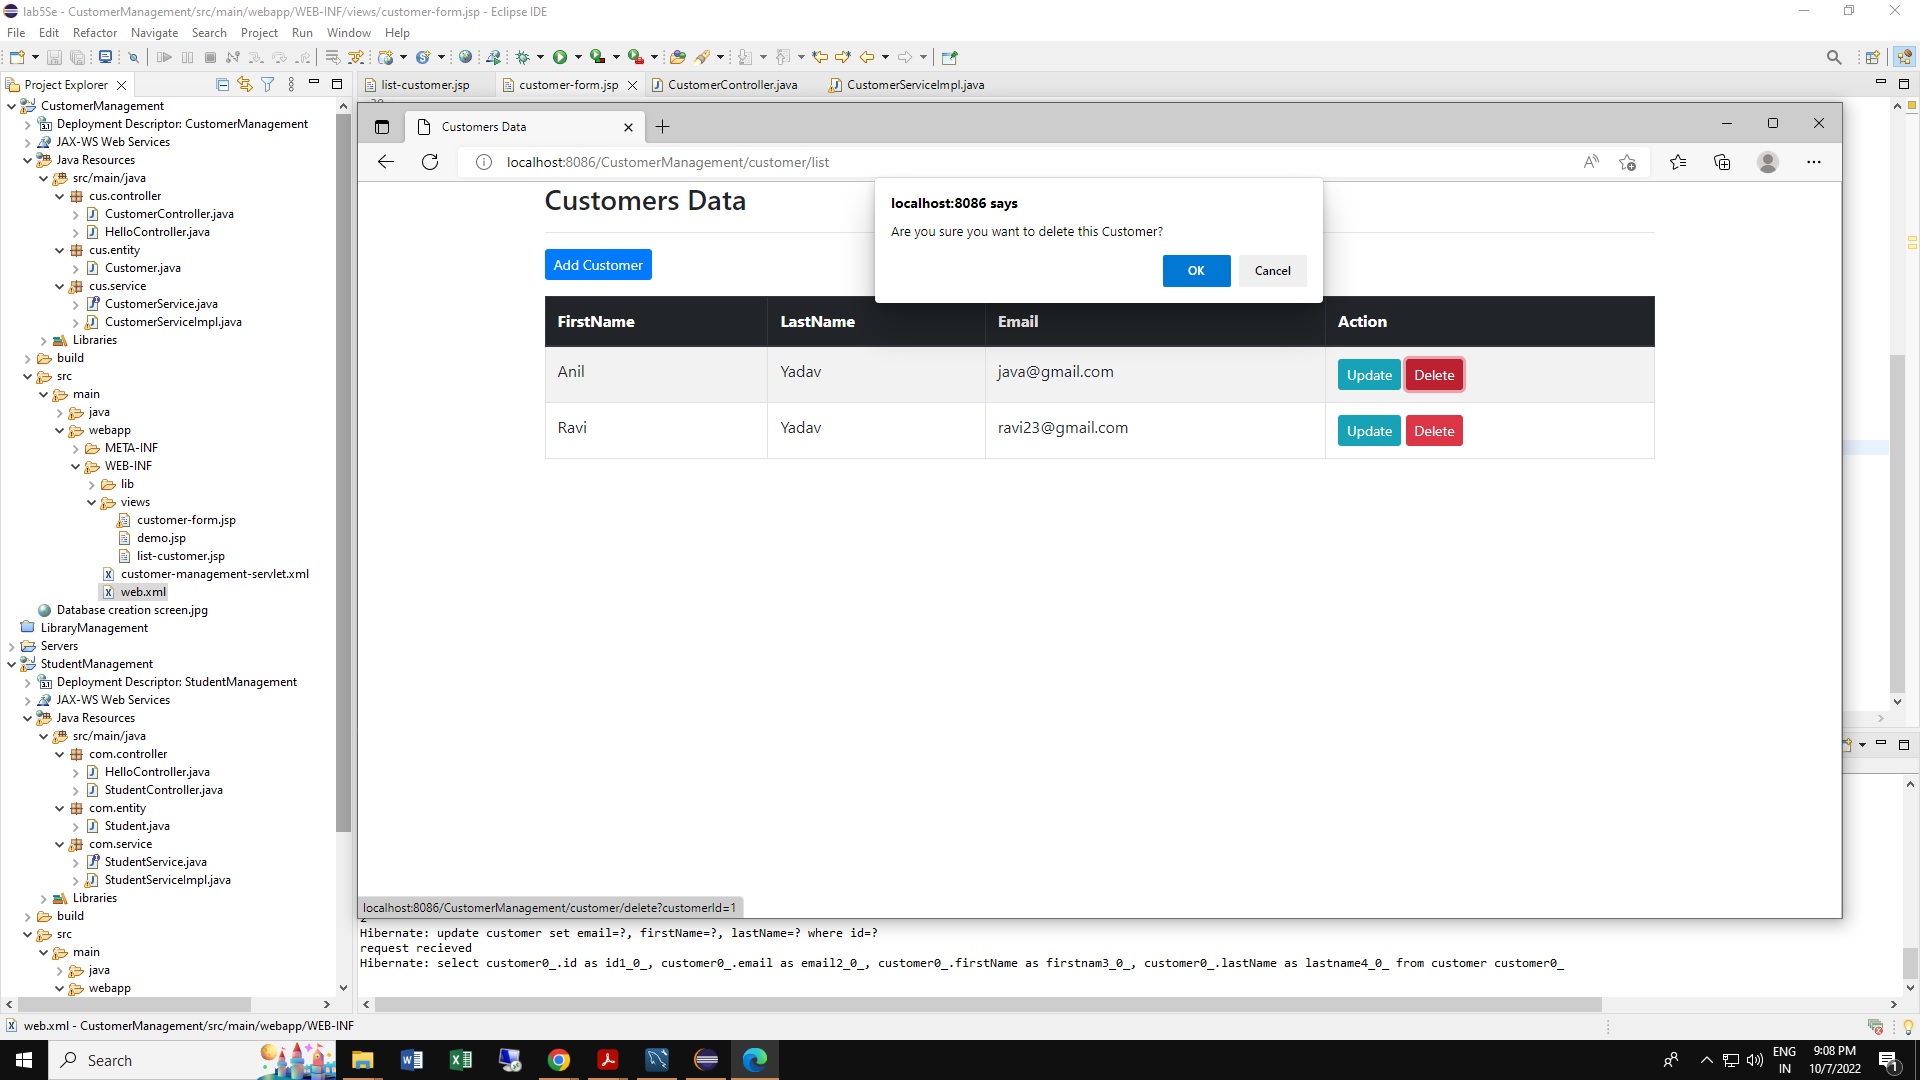 lab5Se - CustomerManagement/src/main/webapp/WEB-INF/views/customer-form.jsp - Eclipse IDE
File Edit Refactor Navigate Search Project Run Window Help
Project Explorer
list-customer.jsp
customer-form.jsp
CustomerController.java
CustomerServiceImpl.java
CustomerManagement
Deployment Descriptor: CustomerManagement
JAX-WS Web Services
Java Resources
src/main/java
cus.controller
CustomerController.java
HelloController.java
cus.entity
Customer.java
cus.service
CustomerService.java
CustomerServiceImpl.java
Libraries
build
src
main
java
webapp
META-INF
WEB-INF
lib
views
customer-form.jsp
demo.jsp
list-customer.jsp
customer-management-servlet.xml
web.xml
Database creation screen.jpg
LibraryManagement
Servers
StudentManagement
Deployment Descriptor: StudentManagement
JAX-WS Web Services
Java Resources
src/main/java
com.controller
HelloController.java
StudentController.java
com.entity
Student.java
com.service
StudentService.java
StudentServiceImpl.java
Libraries
build
src
main
java
webapp
Customers Data
localhost:8086/CustomerManagement/customer/list
Customers Data
localhost:8086 says
Are you sure you want to delete this Customer?
OK Cancel
Add Customer
FirstName LastName Email Action
Anil Yadav java@gmail.com Update Delete
Ravi Yadav ravi23@gmail.com Update Delete
localhost:8086/CustomerManagement/customer/delete?customerId=1
Hibernate: update customer set email=?, firstName=?, lastName=? where id=?
request recieved
Hibernate: select customer0_.id as id1_0_, customer0_.email as email2_0_, customer0_.firstName as firstnam3_0_, customer0_.lastName as lastname4_0_ from customer customer0_
web.xml - CustomerManagement/src/main/webapp/WEB-INF
Search
ENG
IN
9:08 PM
10/7/2022
1